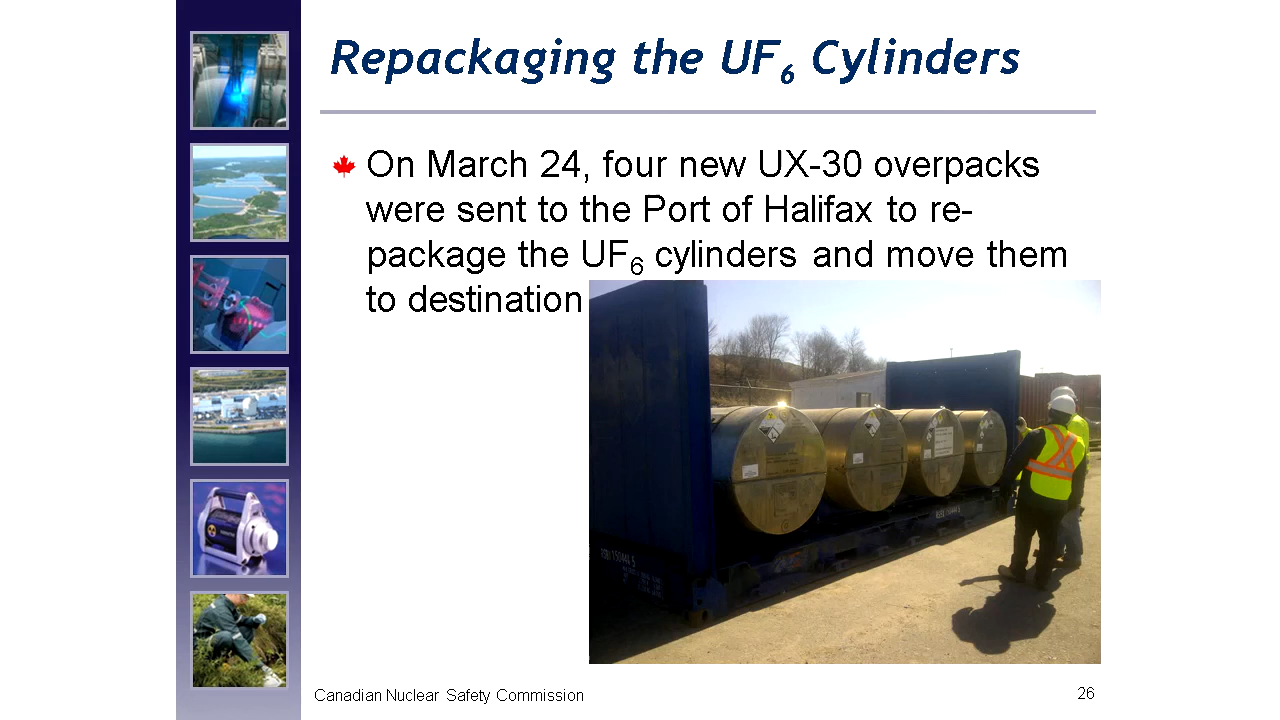 Repackaging the UF6 Cylinders
On March 24, four new UX-30 overpacks
were sent to the Port of Halifax to re-
package the UF6 cylinders and move them
to destination
Canadian Nuclear Safety Commission
26